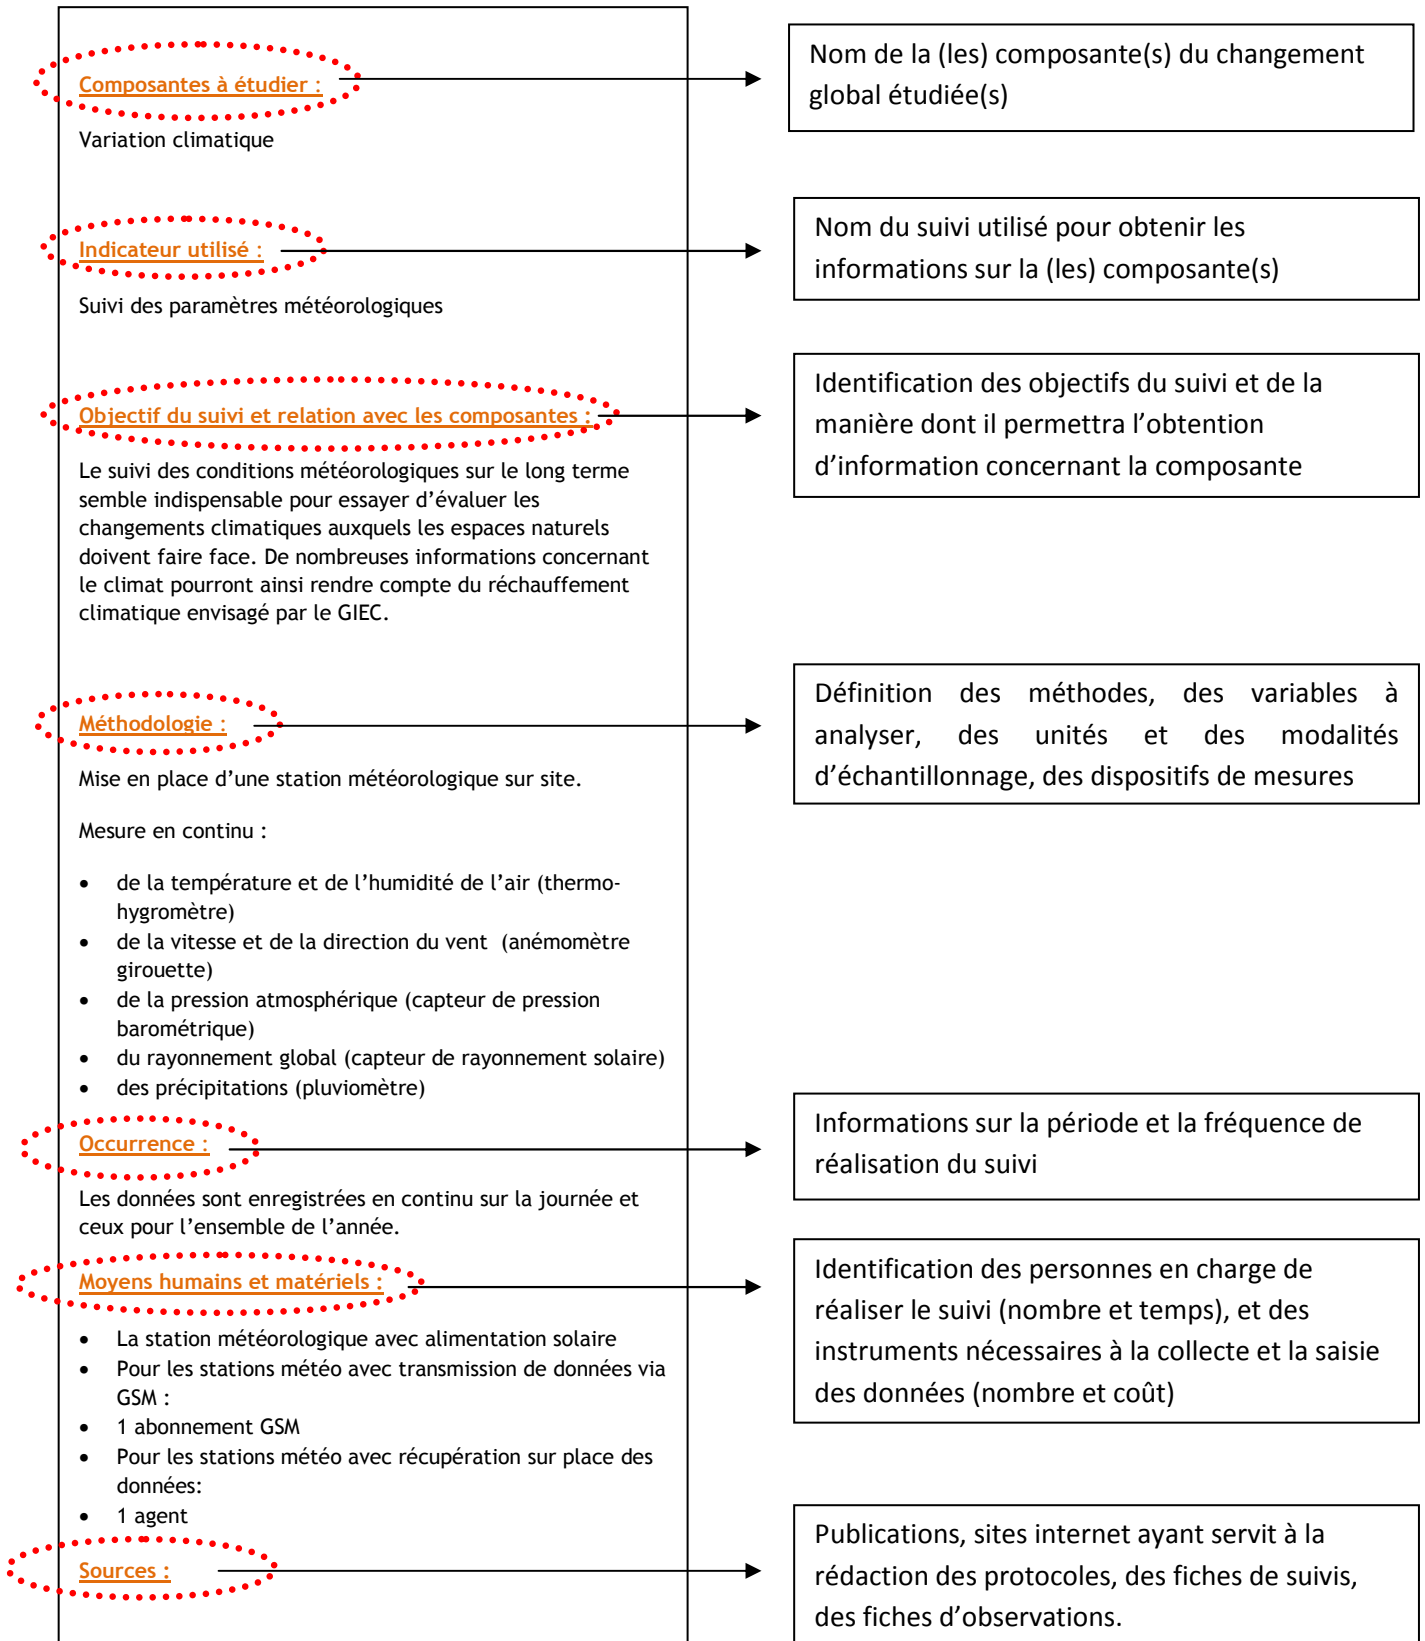 Composantes à étudier :
Nom de la (les) composante(s) du changement
global étudiée(s)
Variation climatique
Indicateur utilisé :
Nom du suivi utilisé pour obtenir les
informations sur la (les) composante(s)
Suivi des paramètres météorologiques
Objectif du suivi et relation avec les composantes :
Identification des objectifs du suivi et de la
manière dont il permettra l’obtention
d’information concernant la composante
Le suivi des conditions météorologiques sur le long terme
semble indispensable pour essayer d’évaluer les
changements climatiques auxquels les espaces naturels
doivent faire face. De nombreuses informations concernant
le climat pourront ainsi rendre compte du réchauffement
climatique envisagé par le GIEC.
Méthodologie :
Définition des méthodes, des variables à
analyser, des unités et des modalités
d’échantillonnage, des dispositifs de mesures
Mise en place d’une station météorologique sur site.
Mesure en continu :
• de la température et de l’humidité de l’air (thermo-
hygromètre)
• de la vitesse et de la direction du vent (anémomètre
girouette)
• de la pression atmosphérique (capteur de pression
barométrique)
• du rayonnement global (capteur de rayonnement solaire)
• des précipitations (pluviomètre)
Occurrence :
Informations sur la période et la fréquence de
réalisation du suivi
Les données sont enregistrées en continu sur la journée et
ceux pour l’ensemble de l’année.
Moyens humains et matériels :
Identification des personnes en charge de
réaliser le suivi (nombre et temps), et des
instruments nécessaires à la collecte et la saisie
des données (nombre et coût)
• La station météorologique avec alimentation solaire
• Pour les stations météo avec transmission de données via
GSM :
• 1 abonnement GSM
• Pour les stations météo avec récupération sur place des
données:
• 1 agent
Sources :
Publications, sites internet ayant servit à la
rédaction des protocoles, des fiches de suivis,
des fiches d’observations.